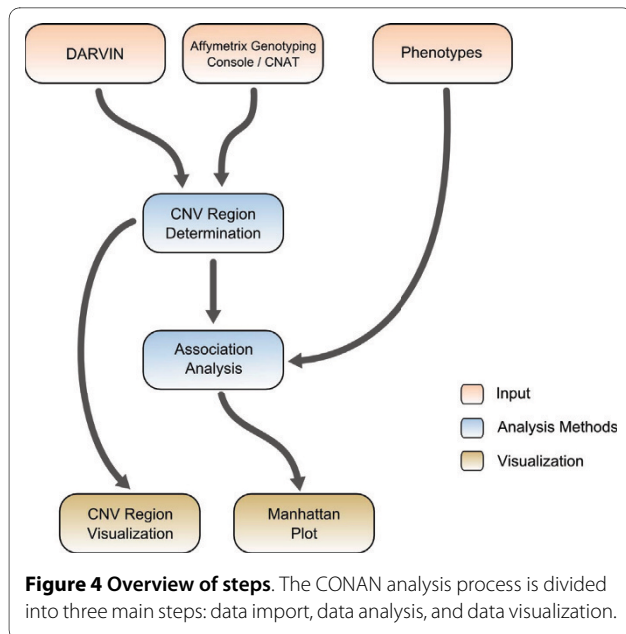 DARVIN
Affymetrix Genotyping
Console / CNAT
Phenotypes
CNV Region
Determination
Association
Analysis
Input
Analysis Methods
Visualization
CNV Region
Visualization
Manhattan
Plot
Figure 4 Overview of steps. The CONAN analysis process is divided
into three main steps: data import, data analysis, and data visualization.